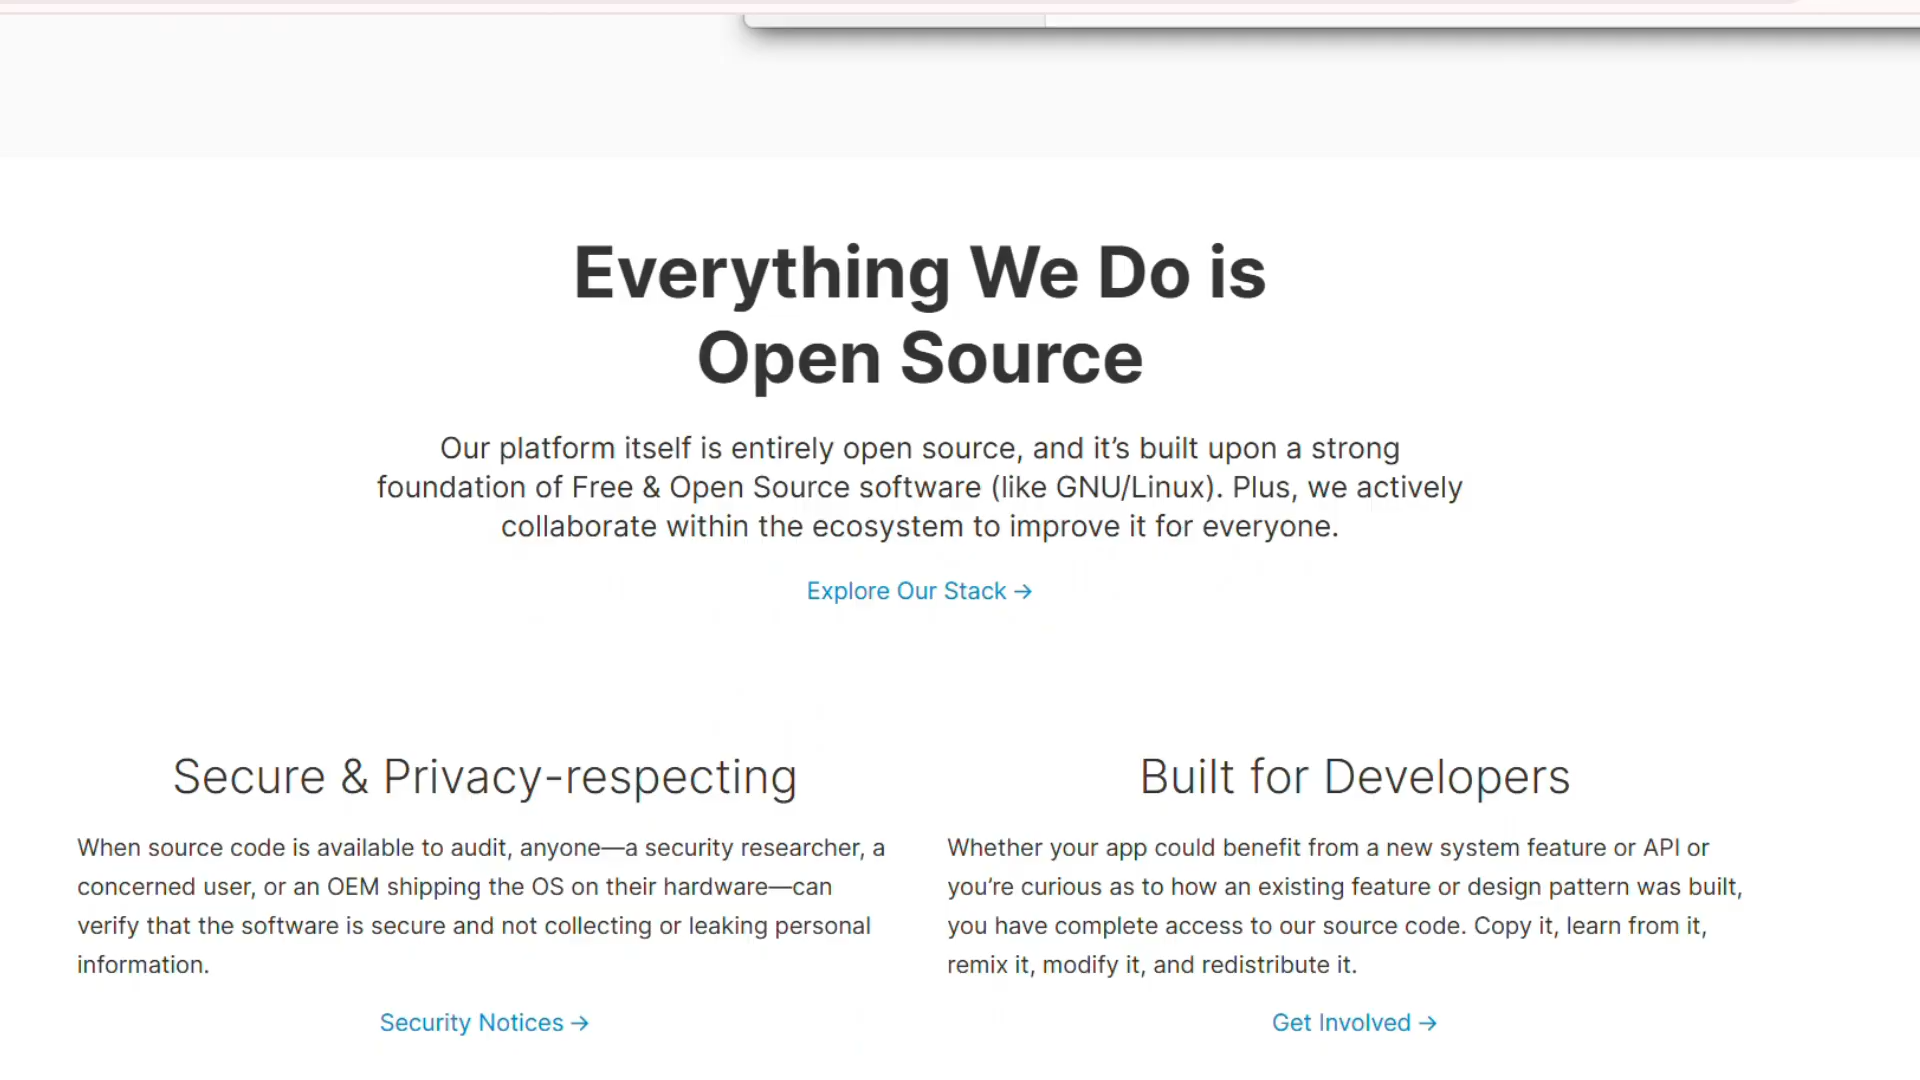 Everything We Do is
Open Source
Our platform itself is entirely open source, and it’s built upon a strong
foundation of Free & Open Source software (like GNU/Linux). Plus, we actively
collaborate within the ecosystem to improve it for everyone.
Explore Our Stack →
Secure & Privacy-respecting
When source code is available to audit, anyone—a security researcher, a
concerned user, or an OEM shipping the OS on their hardware—can
verify that the software is secure and not collecting or leaking personal
information.
Security Notices →
Built for Developers
Whether your app could benefit from a new system feature or API or
you’re curious as to how an existing feature or design pattern was built,
you have complete access to our source code. Copy it, learn from it,
remix it, modify it, and redistribute it.
Get Involved →